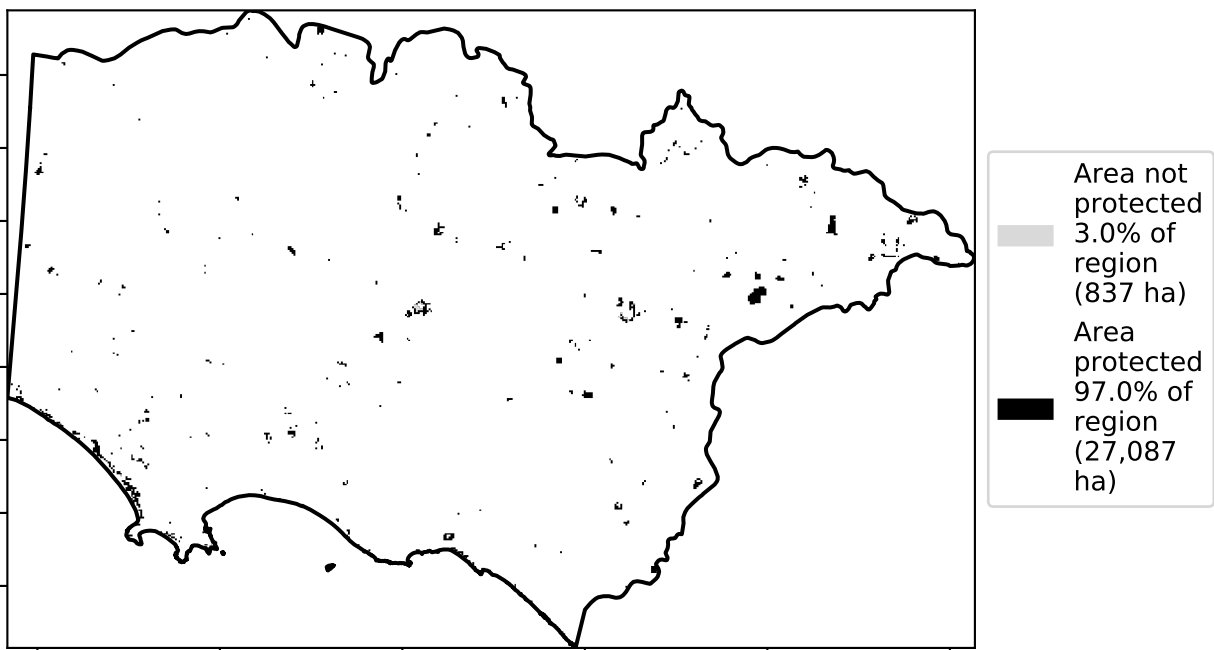 Area not
protected
3.0% of
region
(837 ha)
Area
protected
97.0% of
region
(27,087
ha)